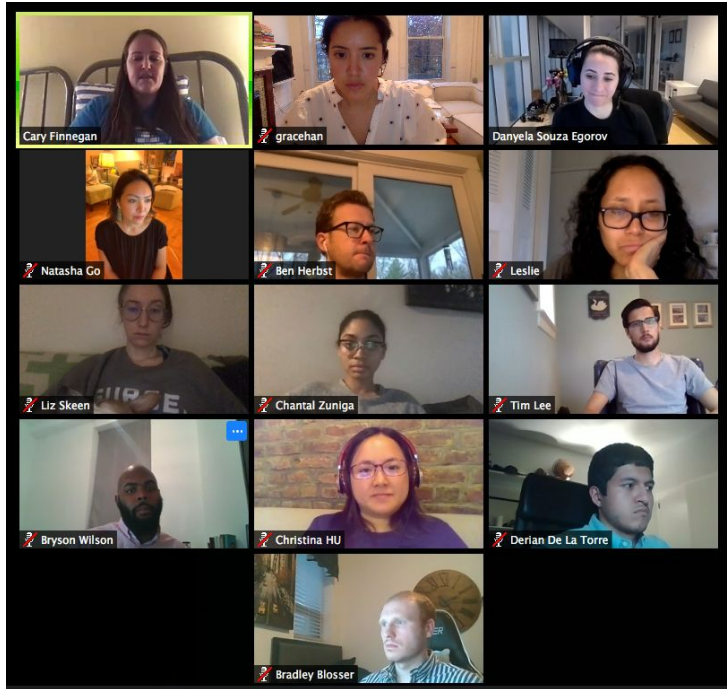 Cary Finnegan
gracehan
Danyela Souza Egorov
Natasha Go
Ben Herbst
Leslie
Liz Skeen
Chantal Zuniga
Tim Lee
Bryson Wilson
Christina HU
Derian De La Torre
Bradley Blosser